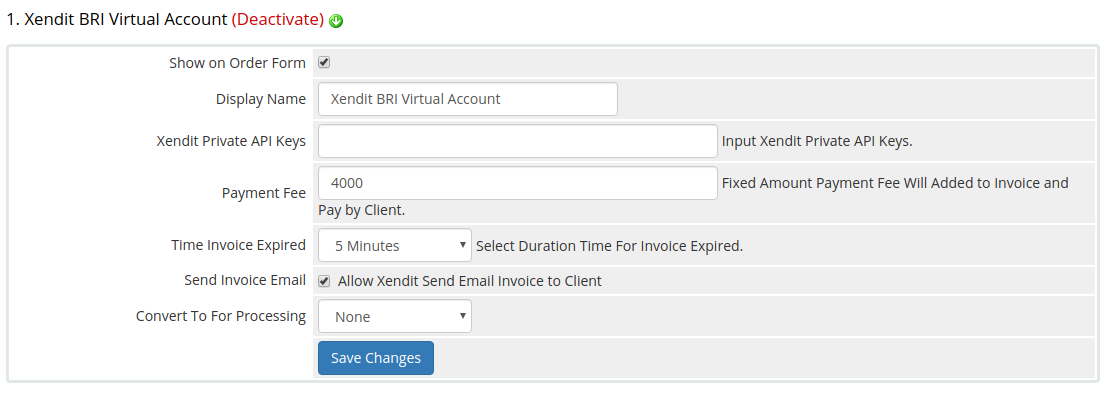 1. Xendit BRI Virtual Account (Deactivate)
Show on Order Form
Display Name Xendit BRI Virtual Account
Xendit Private API Keys Input Xendit Private API Keys.
Payment Fee 4000 Fixed Amount Payment Fee Will Added to Invoice and
Pay by Client.
Time Invoice Expired 5 Minutes Select Duration Time For Invoice Expired.
Send Invoice Email Allow Xendit Send Email Invoice to Client
Convert To For Processing None
Save Changes